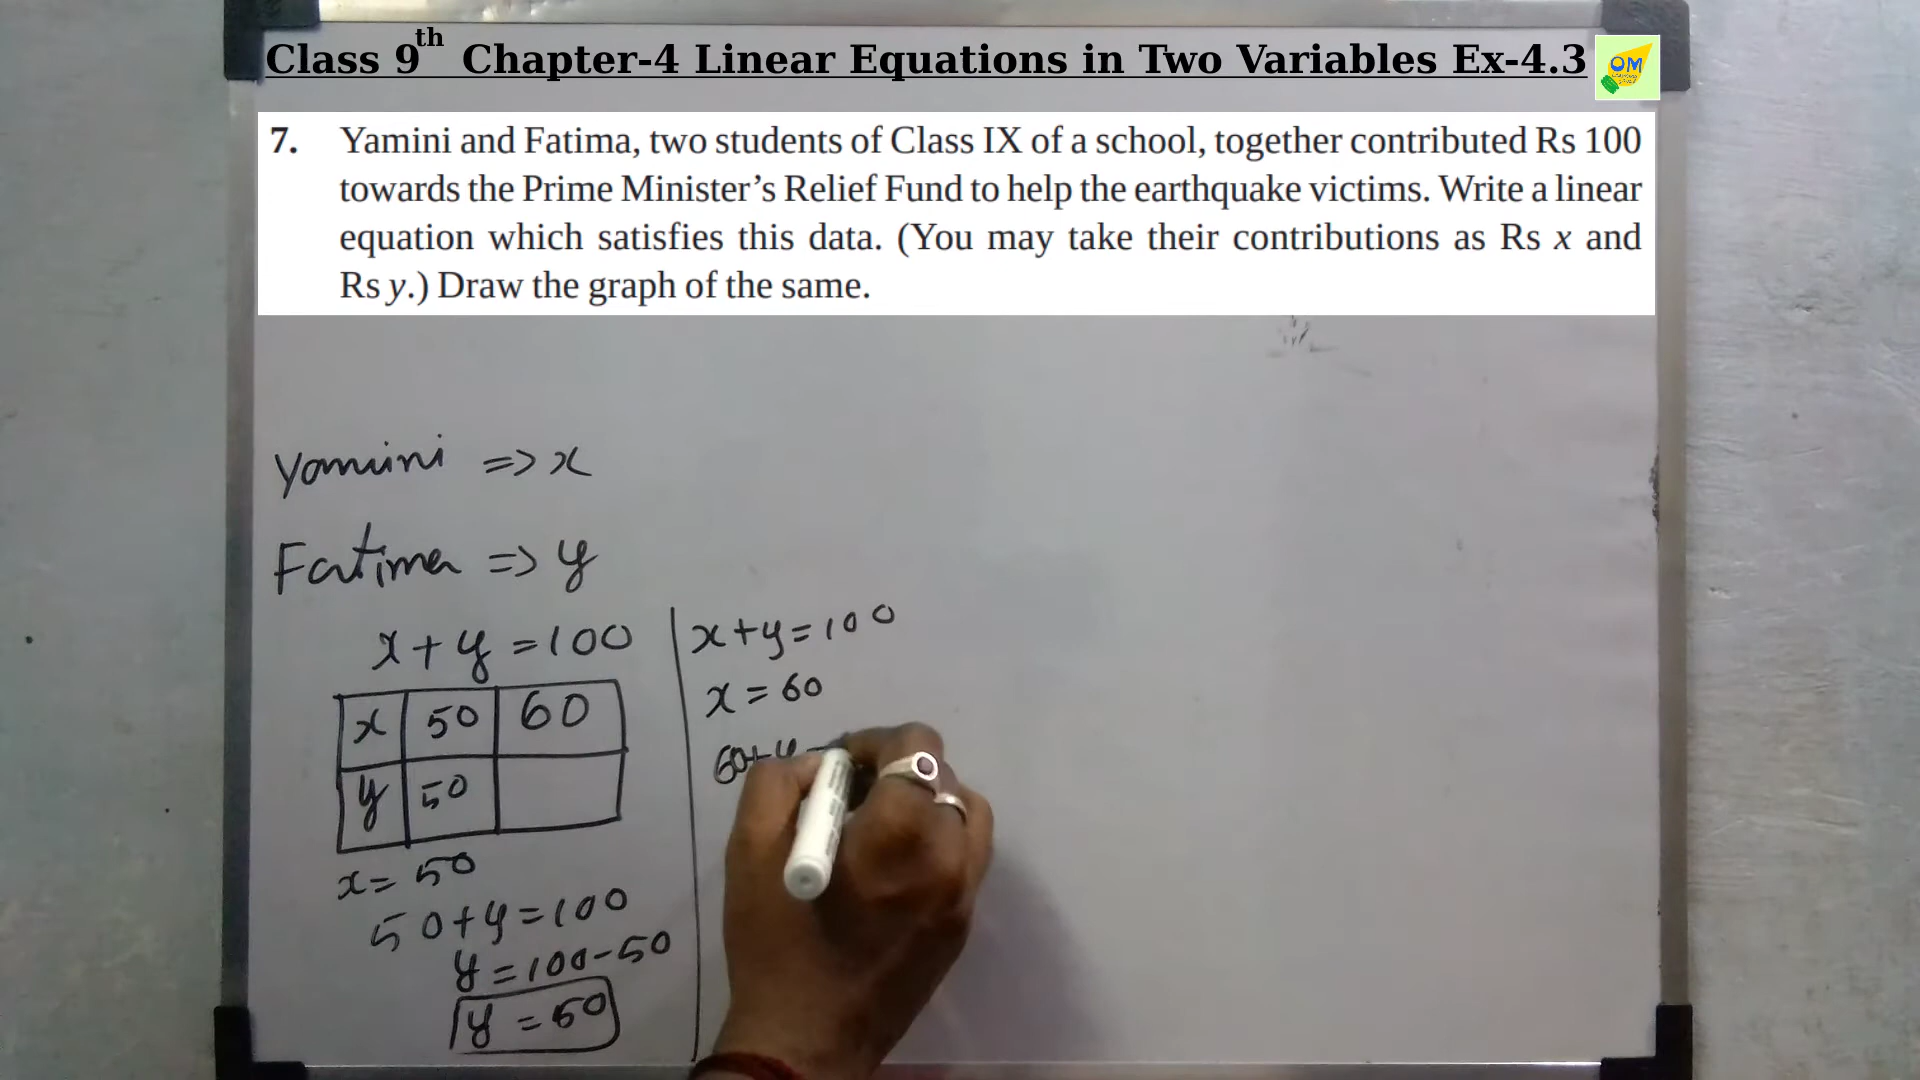 Class 9th Chapter-4 Linear Equations in Two Variables Ex-4.3
OM
7. Yamini and Fatima, two students of Class IX of a school, together contributed Rs 100
towards the Prime Minister’s Relief Fund to help the earthquake victims. Write a linear
equation which satisfies this data. (You may take their contributions as Rs x and
Rs y.) Draw the graph of the same.
Yamini => x
Fatima => y
x + y = 100
x 50 60
y 50
x = 50
50 + y = 100
y = 100 - 50
y = 50
x + y = 100
x = 60
60 + y